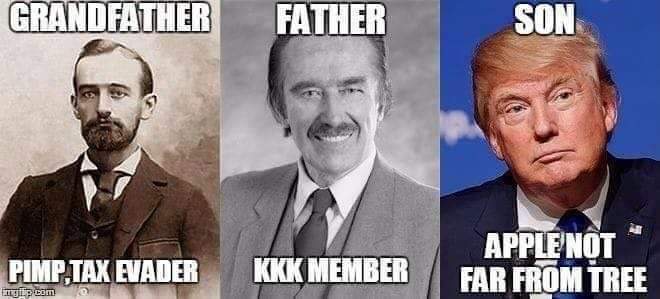 GRANDFATHER
FATHER
SON
PIMP,TAX EVADER
KKK MEMBER
APPLE NOT
FAR FROM TREE
imgflip.com